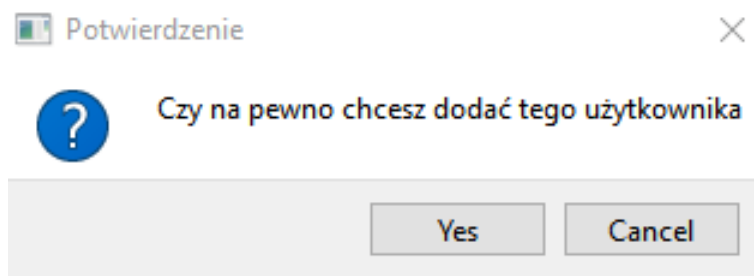 Potwierdzenie
Czy na pewno chcesz dodać tego użytkownika
Yes
Cancel